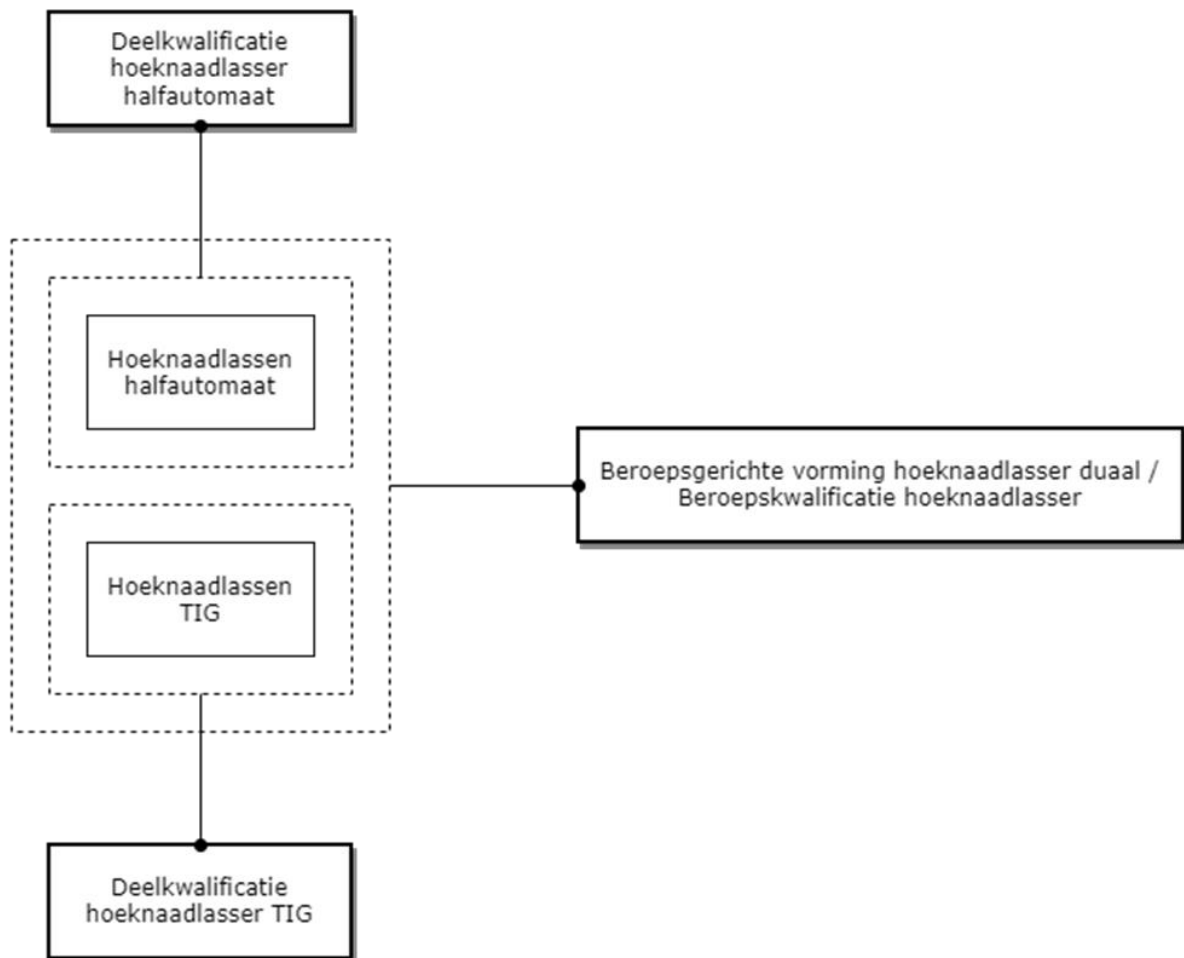 Deelkwalificatie
hoeknaadlasser
halfautomaat
Hoeknaadlassen
halfautomaat
Beroepsgerichte vorming hoeknaadlasser duaal /
Beroepskwalificatie hoeknaadlasser
Hoeknaadlassen
TIG
Deelkwalificatie
hoeknaadlasser TIG